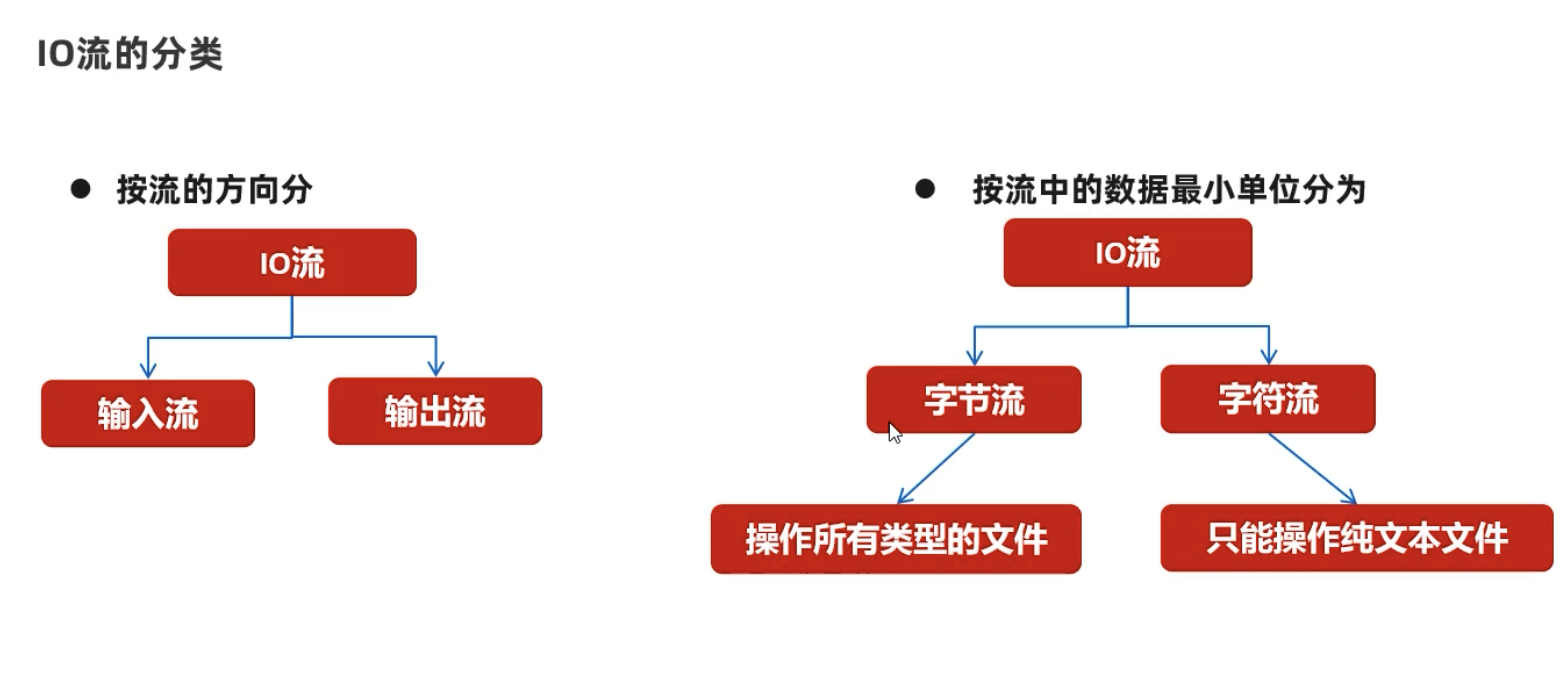 IO流的分类
按流的方向分
IO流
输入流
输出流
按流中的数据最小单位分为
IO流
字节流
字符流
操作所有类型的文件
只能操作纯文本文件